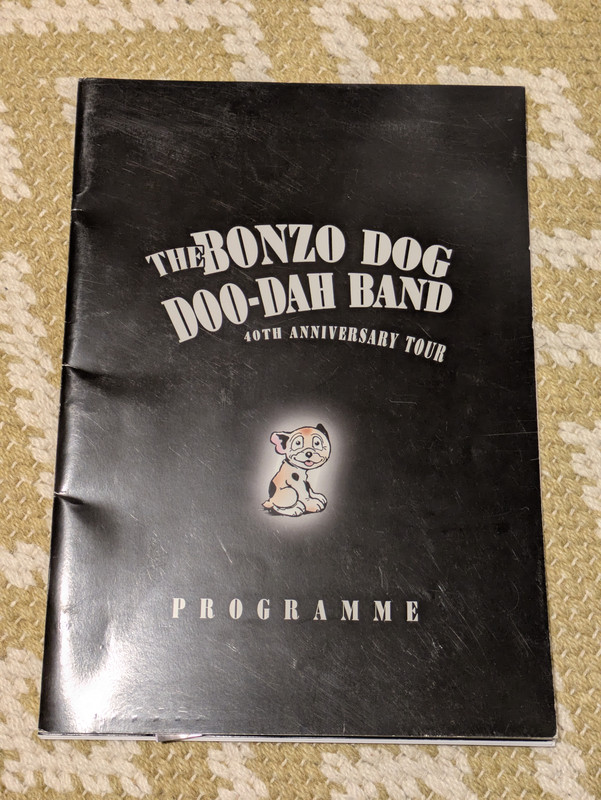 THE BONZO DOG
DOO-DAH BAND
40TH ANNIVERSARY TOUR
PROGRAMME